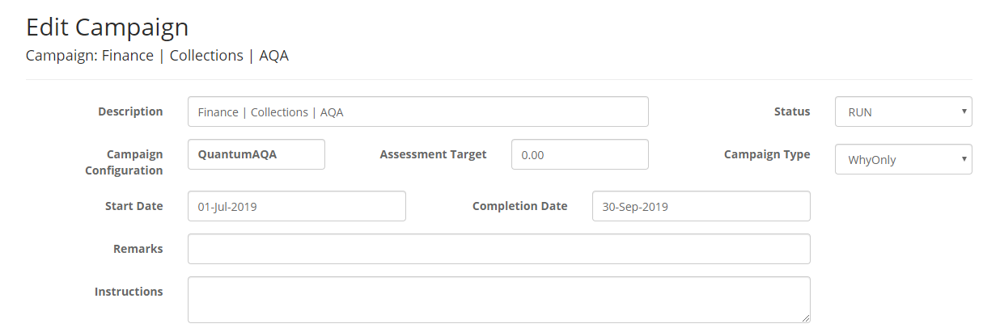 Edit Campaign
Campaign: Finance | Collections | AQA
Description Finance | Collections | AQA Status RUN
Campaign Configuration QuantumAQA Assessment Target 0.00 Campaign Type WhyOnly
Start Date 01-Jul-2019 Completion Date 30-Sep-2019
Remarks
Instructions